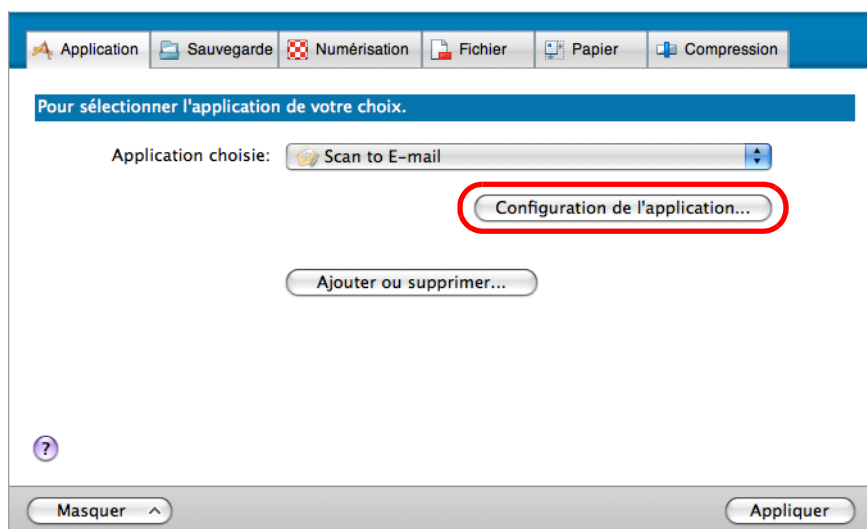 Application Sauvegarde Numérisation Fichier Papier Compression
Pour sélectionner l'application de votre choix.
Application choisie: Scan to E-mail
Configuration de l'application...
Ajouter ou supprimer...
?
Masquer Appliquer